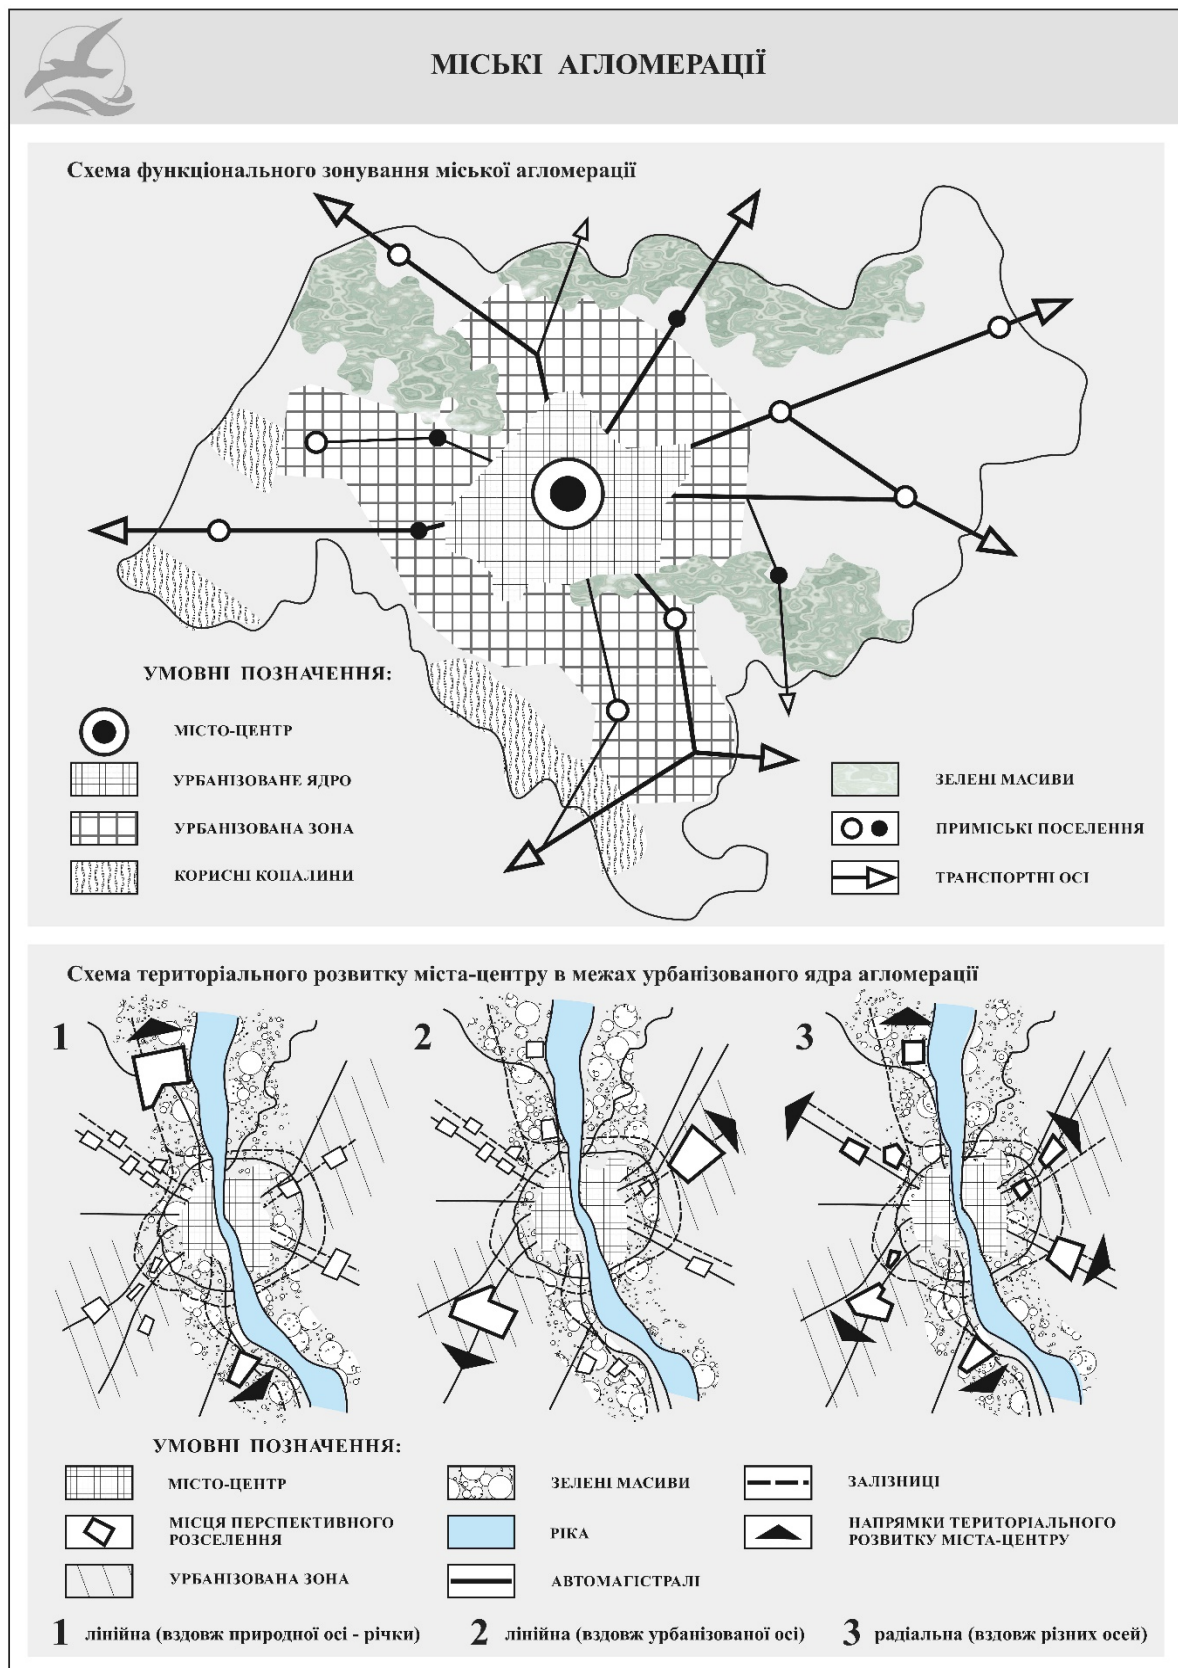 МІСЬКІ АГЛОМЕРАЦІЇ
Схема функціонального зонування міської агломерації
УМОВНІ ПОЗНАЧЕННЯ:
МІСТО-ЦЕНТР
УРБАНІЗОВАНЕ ЯДРО
УРБАНІЗОВАНА ЗОНА
КОРИСНІ КОПАЛИНИ
ЗЕЛЕНІ МАСИВИ
ПРИМІСЬКІ ПОСЕЛЕННЯ
ТРАНСПОРТНІ ОСІ
Схема територіального розвитку міста-центру в межах урбанізованого ядра агломерації
1
2
3
УМОВНІ ПОЗНАЧЕННЯ:
МІСТО-ЦЕНТР
МІСЦЯ ПЕРСПЕКТИВНОГО
РОЗСЕЛЕННЯ
УРБАНІЗОВАНА ЗОНА
ЗЕЛЕНІ МАСИВИ
РІКА
АВТОМАГІСТРАЛІ
ЗАЛІЗНИЦІ
НАПРЯМКИ ТЕРИТОРІАЛЬНОГО
РОЗВИТКУ МІСТА-ЦЕНТРУ
1 лінійна (вздовж природної осі - річки)
2 лінійна (вздовж урбанізованої осі)
3 радіальна (вздовж різних осей)